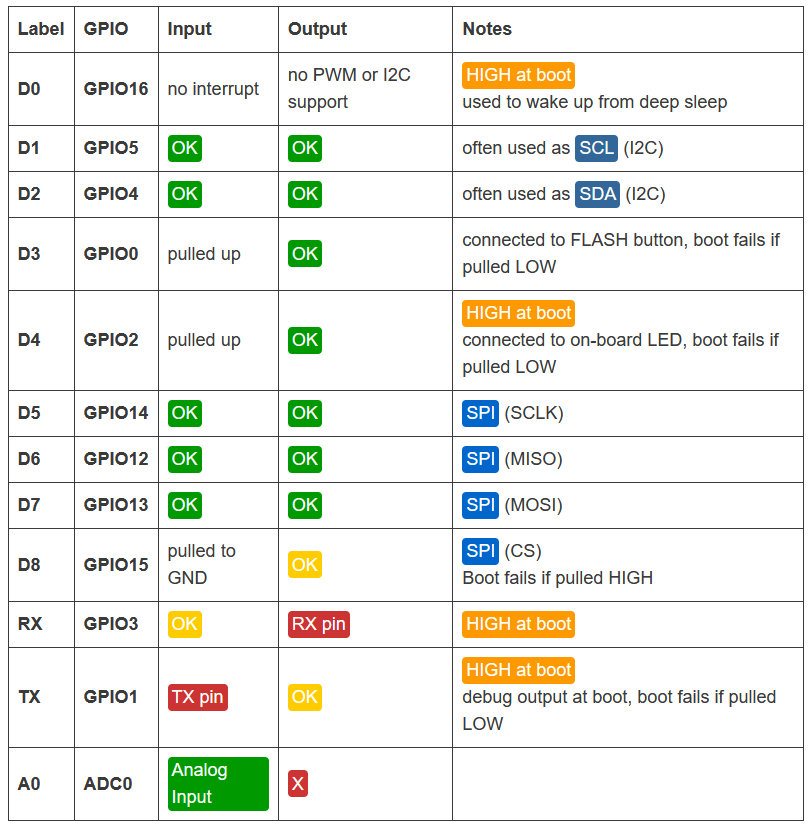 Label GPIO Input Output Notes
D0 GPIO16 no interrupt no PWM or I2C support HIGH at boot
used to wake up from deep sleep
D1 GPIO5 OK OK often used as SCL (I2C)
D2 GPIO4 OK OK often used as SDA (I2C)
D3 GPIO0 pulled up OK connected to FLASH button, boot fails if
pulled LOW
D4 GPIO2 pulled up OK HIGH at boot
connected to on-board LED, boot fails if
pulled LOW
D5 GPIO14 OK OK SPI (SCLK)
D6 GPIO12 OK OK SPI (MISO)
D7 GPIO13 OK OK SPI (MOSI)
D8 GPIO15 pulled to GND OK SPI (CS)
Boot fails if pulled HIGH
RX GPIO3 OK RX pin HIGH at boot
TX GPIO1 TX pin OK HIGH at boot
debug output at boot, boot fails if pulled
LOW
A0 ADC0 Analog Input X